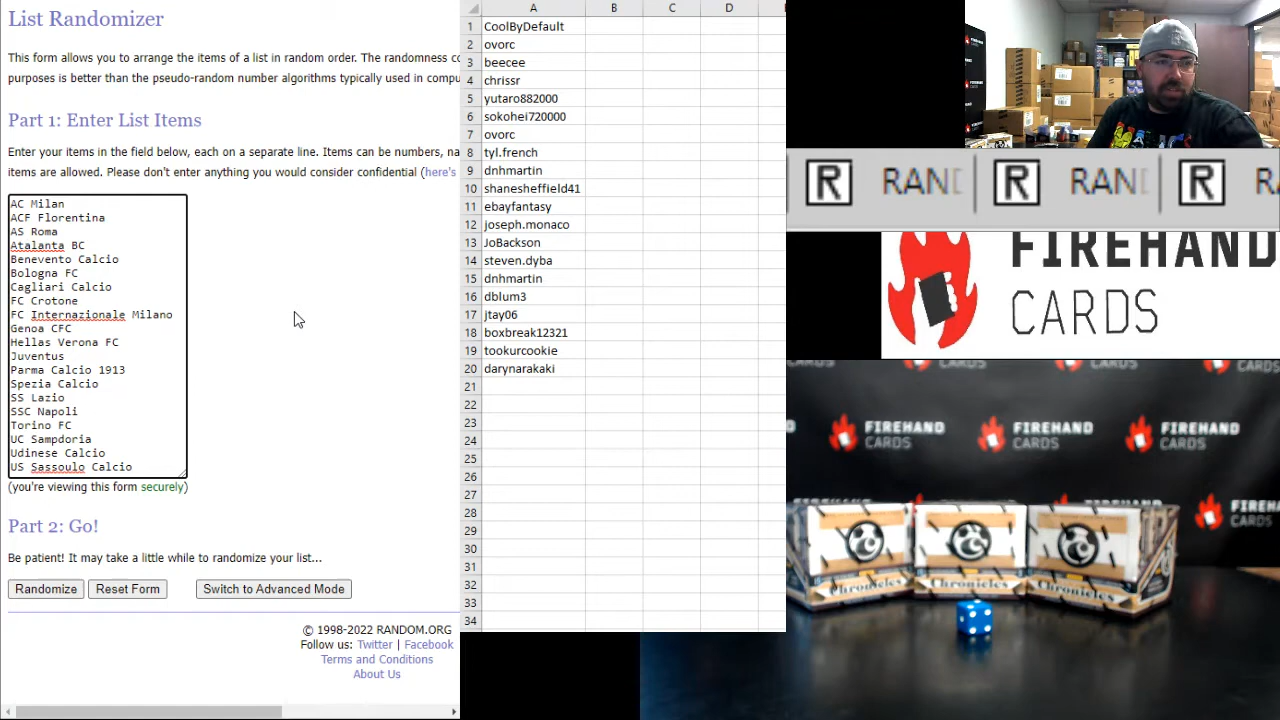 List Randomizer
This form allows you to arrange the items of a list in random order. The randomness
purposes is better than the pseudo-random number algorithms typically used in
Part 1: Enter List Items
Enter your items in the field below, each on a separate line. Items can be numbers,
items are allowed. Please don't enter anything you would consider confidential (here's
AC Milan
ACF Florentina
AS Roma
Atalanta BC
Benevento Calcio
Bologna FC
Cagliari Calcio
FC Crotone
FC Internazionale Milano
Genoa CFC
Hellas Verona FC
Juventus
Parma Calcio 1913
Spezia Calcio
SS Lazio
SSC Napoli
Torino FC
UC Sampdoria
Udinese Calcio
US Sassoulo Calcio
(you're viewing this form securely)
Part 2: Go!
Be patient! It may take a little while to randomize your list...
Randomize Reset Form Switch to Advanced Mode
© 1998-2022 RANDOM.ORG
Follow us: Twitter | Facebook
Terms and Conditions
About Us
A B C D
1 CoolByDefault
2 ovorc
3 beecee
4 chrissr
5 yutaro882000
6 sokohei720000
7 ovorc
8 tyl.french
9 dnhmartin
10 shanesheffield41
11 ebayfantasy
12 joseph.monaco
13 JoBackson
14 steven.dyba
15 dnhmartin
16 dblum3
17 jtay06
18 boxbreak12321
19 tookurcookie
20 darynarakaki
21
22
23
24
25
26
27
28
29
30
31
32
33
34
R RAN R RAN R
FIREHAND
CARDS
FIREHAND
CARDS
FIREHAND
CARDS
FIREHAND
CARDS
Chronicles
Chronicles
Chronicles